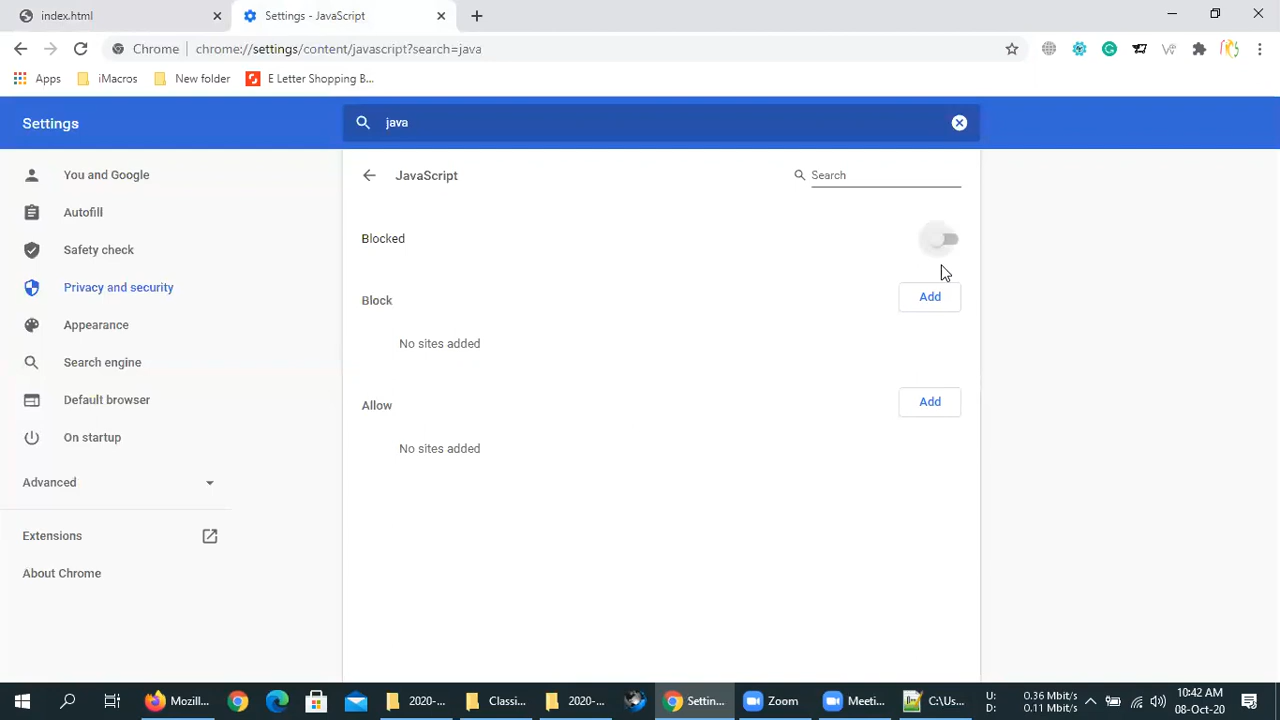 index.html
Settings - JavaScript
Chrome
chrome://settings/content/javascript?search=java
Apps
iMacros
New folder
E Letter Shopping B...
Settings
java
You and Google
Autofill
Safety check
Privacy and security
Appearance
Search engine
Default browser
On startup
Advanced
Extensions
About Chrome
JavaScript
Search
Blocked
Block
Add
No sites added
Allow
Add
No sites added
Mozill...
2020-...
Classi...
2020-...
Settin...
Zoom
Meeti...
C:\Us...
U: 0.36 Mbit/s
D: 0.11 Mbit/s
10:42 AM
08-Oct-20